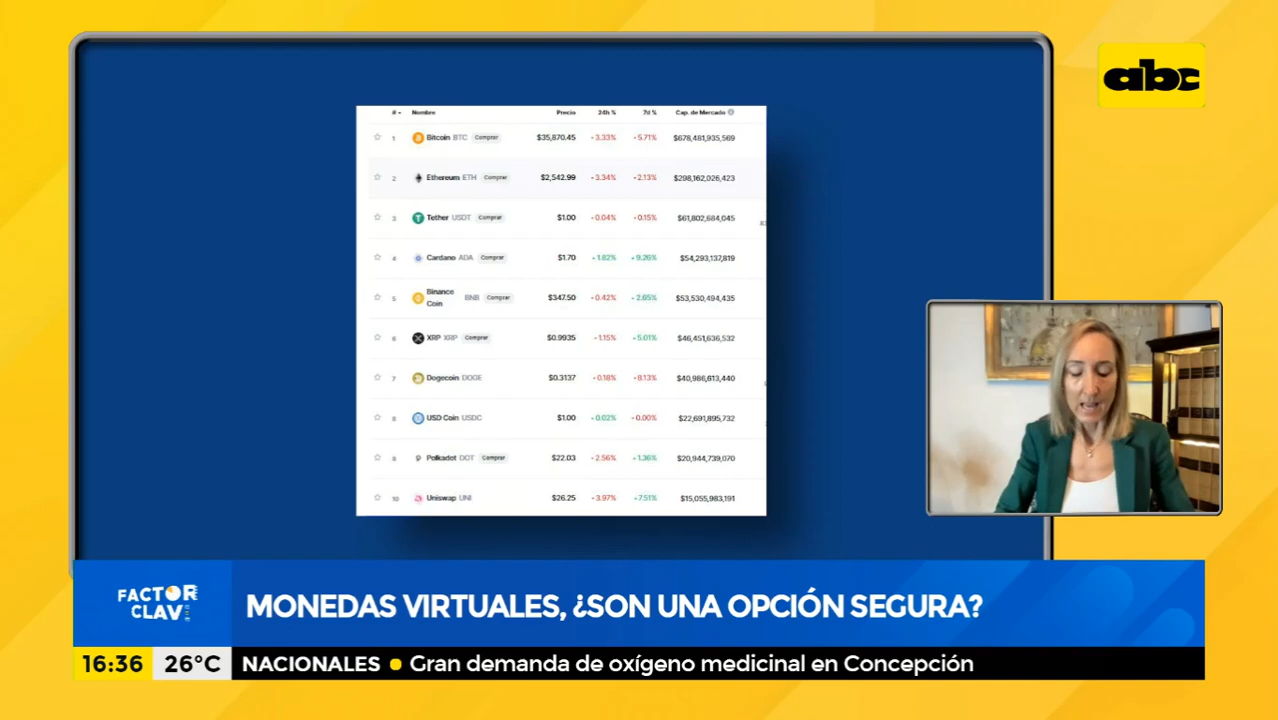 abc
# Nombre Precio 24h % 7d % Cap. de Mercado
1 Bitcoin BTC Comprar $35,870.45 3.33% 5.71% $678,481,935,569
2 Ethereum ETH Comprar $2,542.99 3.34% 2.13% $298,162,026,423
3 Tether USDT Comprar $1.00 0.04% 0.15% $61,802,684,045
4 Cardano ADA Comprar $1.70 1.82% 9.26% $54,293,137,819
5 Binance Coin BNB Comprar $347.50 0.42% 2.65% $53,530,494,435
6 XRP XRP Comprar $0.9935 1.15% 5.01% $46,451,636,532
7 Dogecoin DOGE $0.3137 0.18% 8.13% $40,986,613,440
8 USD Coin USDC $1.00 0.02% 0.00% $22,691,895,732
9 Polkadot DOT Comprar $22.03 2.56% 1.36% $20,944,739,070
10 Uniswap UNI $26.25 3.97% 7.51% $15,055,983,191
FACTOR
CLAVE
MONEDAS VIRTUALES, ¿SON UNA OPCIÓN SEGURA?
16:36 26°C NACIONALES Gran demanda de oxígeno medicinal en Concepción